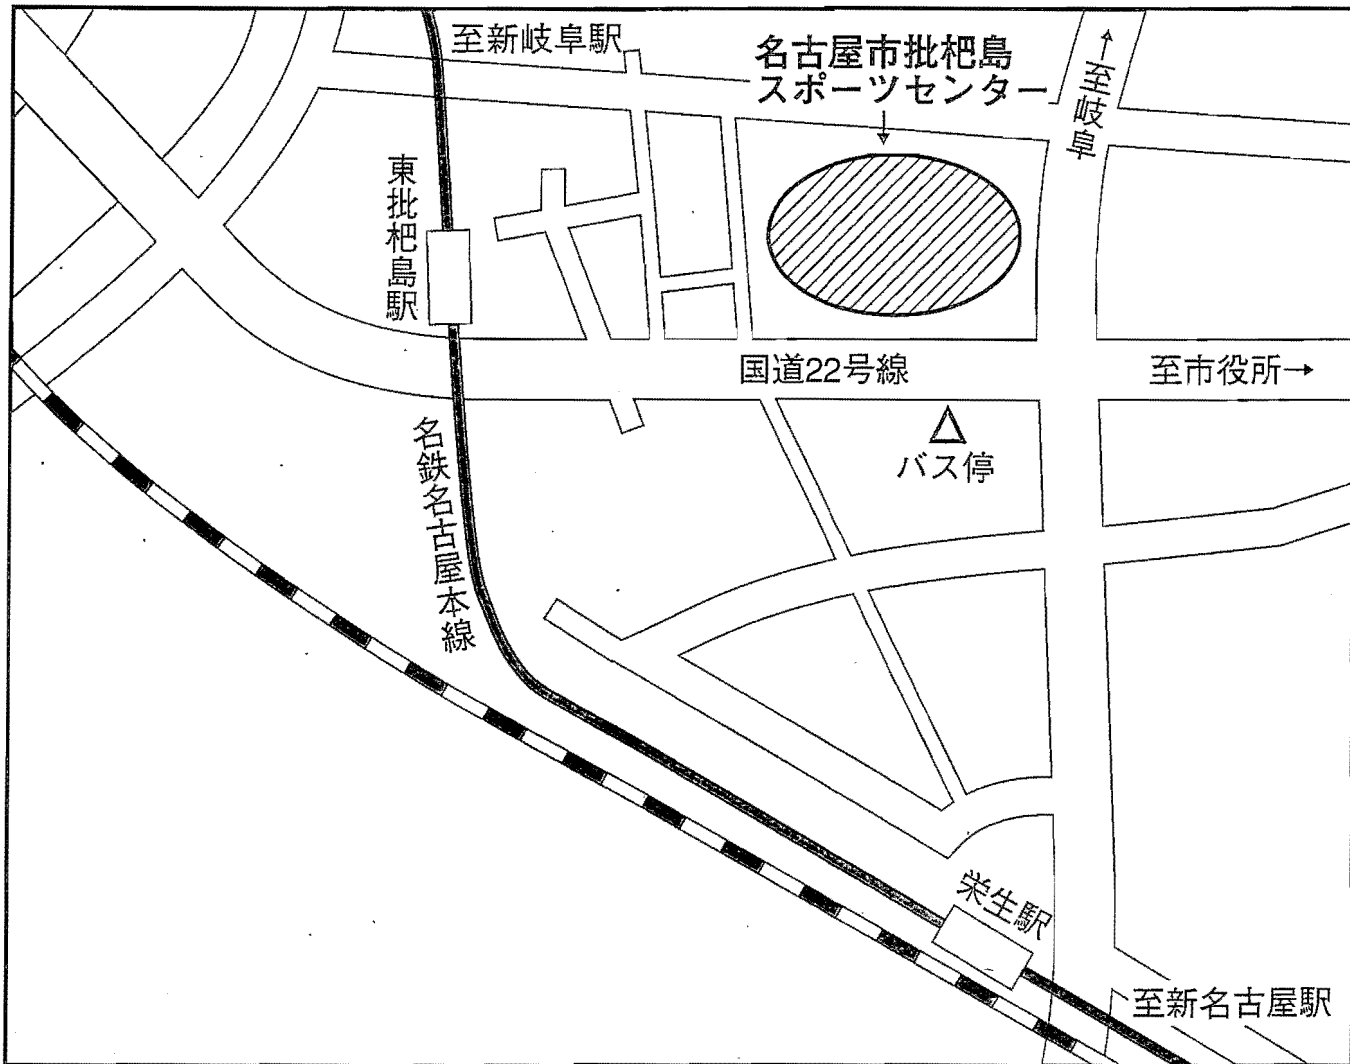 至新岐阜駅
名古屋市批杷島
スポーツセンター
↑至岐阜
東批杷島駅
国道22号線
至市役所→
バス停
名鉄名古屋本線
栄生駅
至新名古屋駅